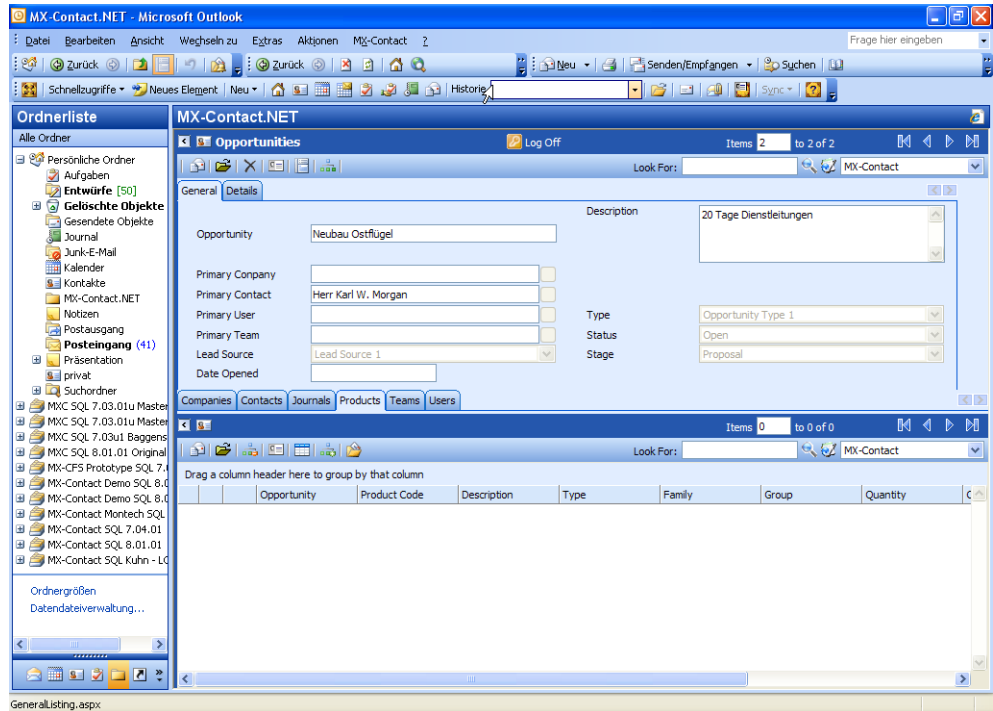 MX-Contact.NET - Microsoft Outlook
Datei Bearbeiten Ansicht Wechseln zu Extras Aktionen MX-Contact ? Frage hier eingeben
Zurück Zurück Neu Senden/Empfangen Suchen
Schnellzugriffe Neues Element Neu Historie Sync
Ordnerliste MX-Contact.NET
Alle Ordner Opportunities Log Off Items 2 to 2 of 2
Persönliche Ordner Look For: MX-Contact
Aufgaben
Entwürfe [50]
Gelöschte Objekte
Gesendete Objekte
Journal
Junk-E-Mail
Kalender
Kontakte
MX-Contact.NET
Notizen
Postausgang
Posteingang (41)
Präsentation
privat
Suchordner
MXC SQL 7.03.01u Master
MXC SQL 7.03.01u Master
MXC SQL 7.03u1 Baggens
MXC SQL 8.01.01 Original
MX-CFS Prototype SQL 7.
MX-Contact Demo SQL 8.
MX-Contact Demo SQL 8.
MX-Contact Montech SQL
MX-Contact SQL 7.04.01
MX-Contact SQL 8.01.01
MX-Contact SQL Kuhn - LO
Ordnergrößen
Datendateiverwaltung...
General Details
Opportunity Neubau Ostflügel
Description 20 Tage Dienstleitungen
Primary Conpany
Primary Contact Herr Karl W. Morgan
Primary User
Primary Team
Lead Source Lead Source 1
Date Opened
Type Opportunity Type 1
Status Open
Stage Proposal
Companies Contacts Journals Products Teams Users
Items 0 to 0 of 0
Look For: MX-Contact
Drag a column header here to group by that column
Opportunity Product Code Description Type Family Group Quantity
GeneralListing.aspx